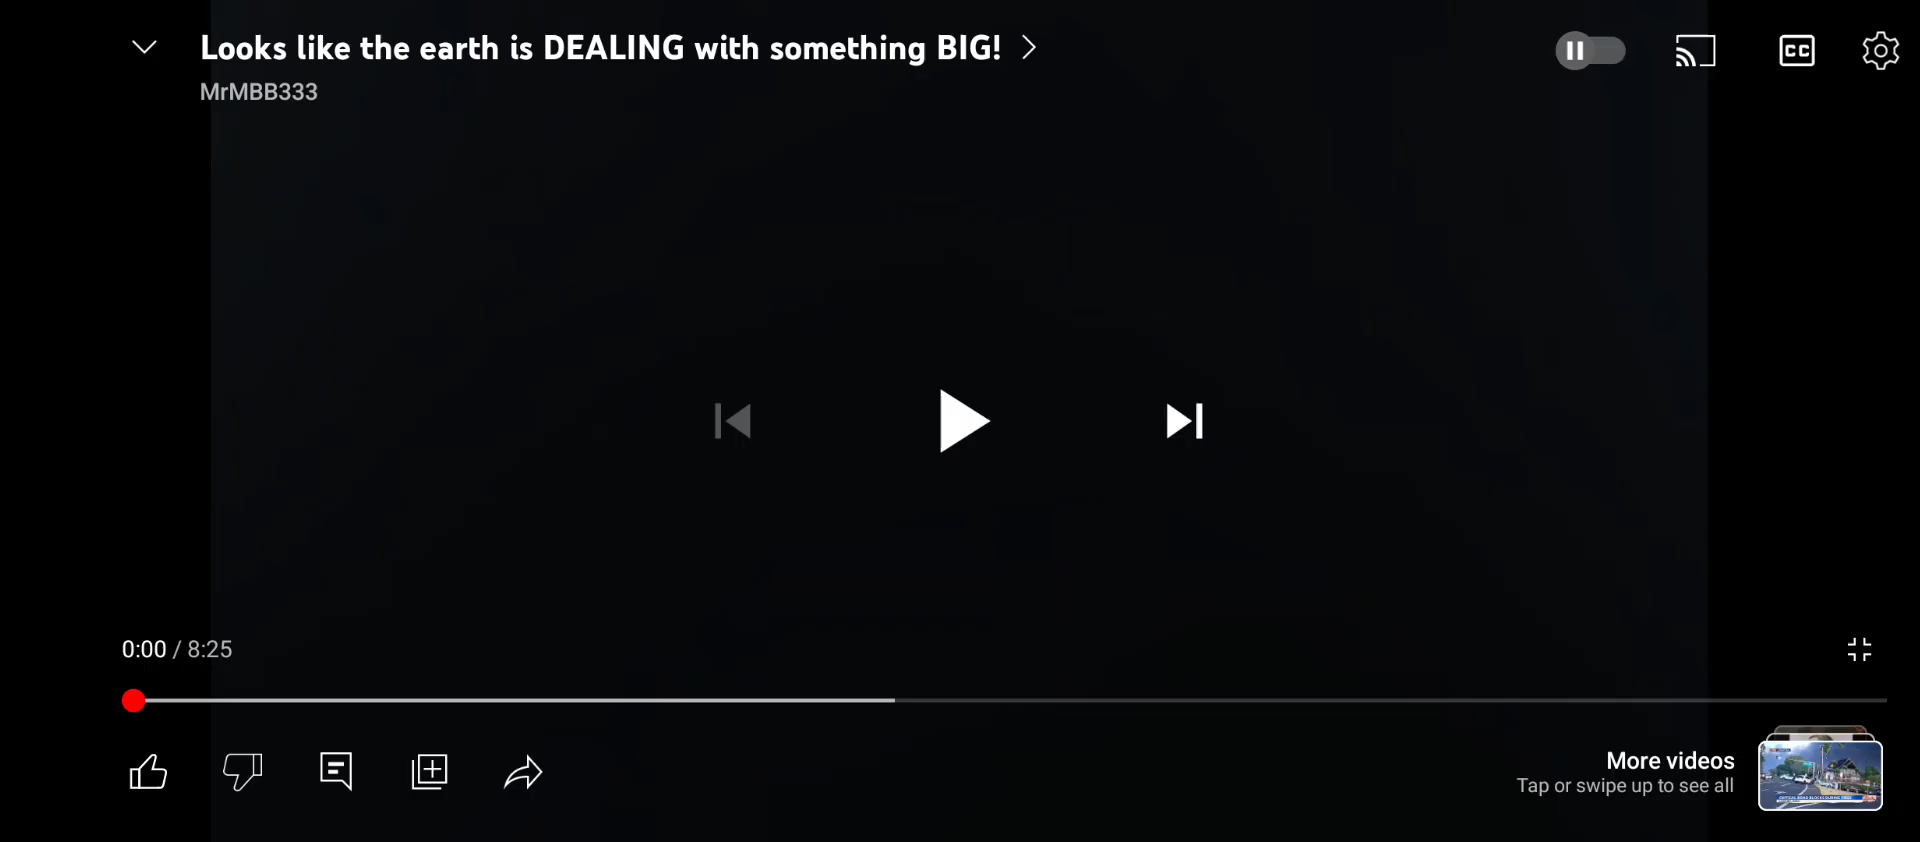 Looks like the earth is DEALING with something BIG!
MrMBB333
CC
0:00 / 8:25
More videos
Tap or swipe up to see all